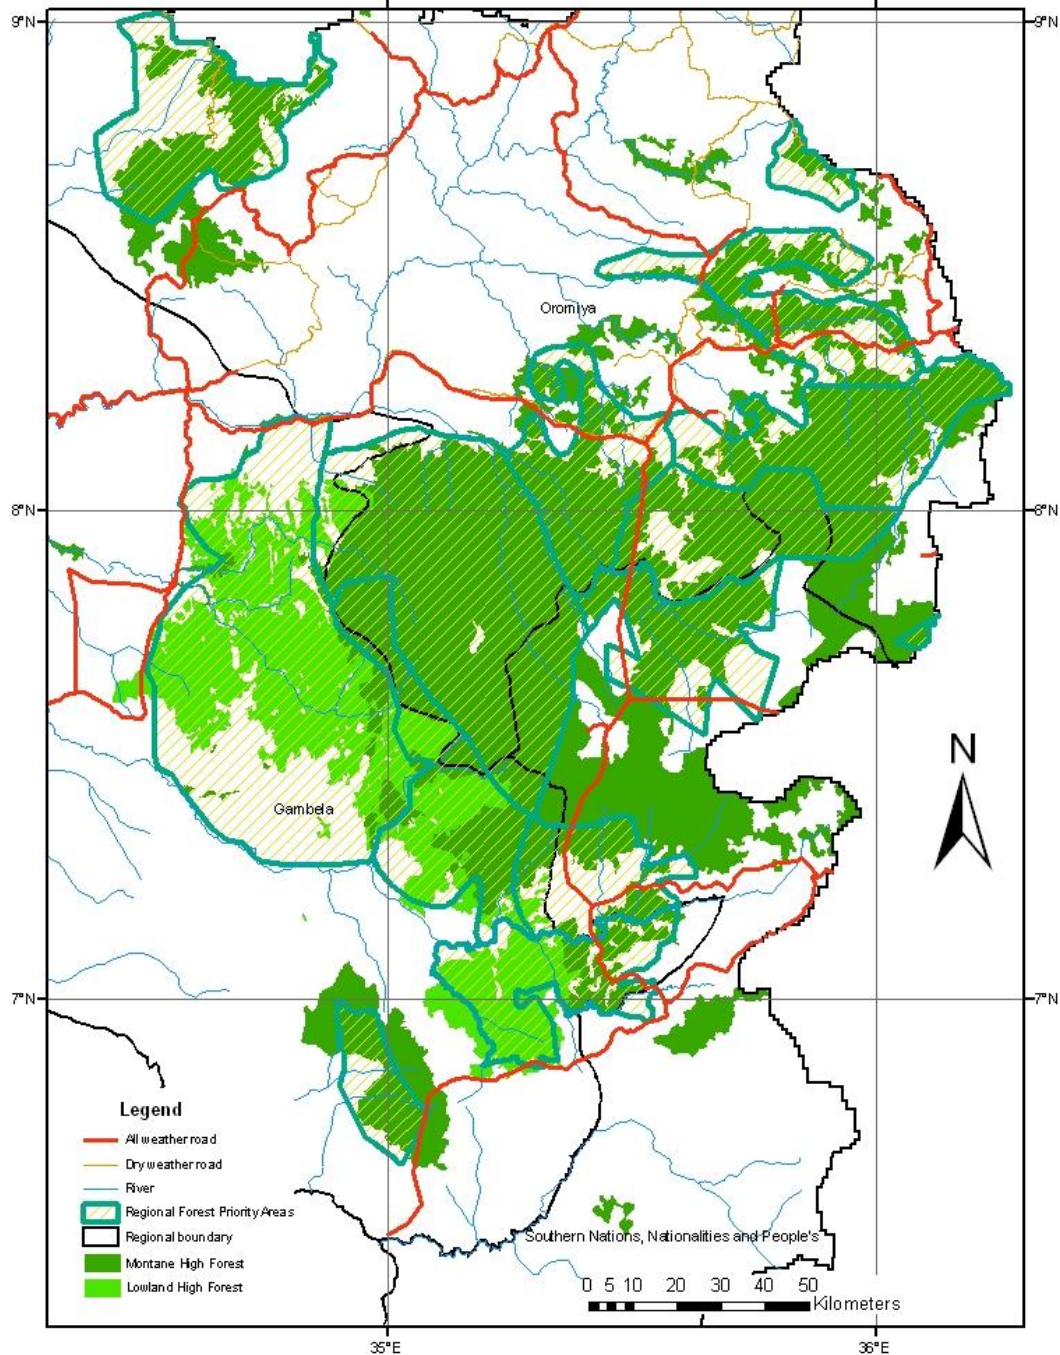 9°N
9°N
Oromiya
8°N
8°N
N
Gambela
7°N
7°N
Legend
All weather road
Dry weather road
River
Regional Forest Priority Areas
Regional boundary
Montane High Forest
Lowland High Forest
Southern Nations, Nationalities and People's
0 5 10 20 30 40 50
Kilometers
35°E
36°E